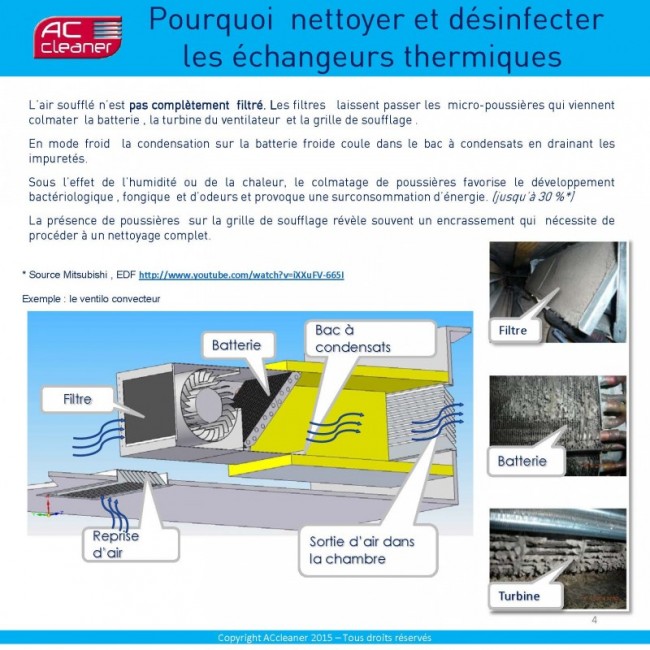 AC
cleaner
Pourquoi nettoyer et désinfecter
les échangeurs thermiques
L'air soufflé n'est pas complètement filtré. Les filtres laissent passer les micro-poussières qui viennent
colmater la batterie , la turbine du ventilateur et la grille de soufflage .
En mode froid la condensation sur la batterie froide coule dans le bac à condensats en drainant les
impuretés.
Sous l'effet de l'humidité ou de la chaleur, le colmatage de poussières favorise le développement
bactériologique , fongique et d'odeurs et provoque une surconsommation d'énergie. (jusqu'à 30 %*)
La présence de poussières sur la grille de soufflage révèle souvent un encrassement qui nécessite de
procéder à un nettoyage complet.
* Source Mitsubishi , EDF http://www.youtube.com/watch?v=iXXuFV-665I
Exemple : le ventilo convecteur
Filtre
Batterie
Bac à
condensats
Filtre
Batterie
Reprise
d'air
Sortie d'air dans
la chambre
Turbine
4
Copyright ACcleaner 2015 – Tous droits réservés